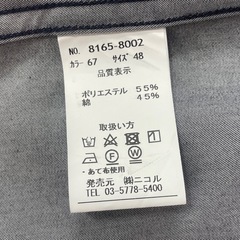 NO. 8165-8002
カラー 67 サイズ 48
品質表示
ポリエステル 55%
綿 45%
取扱い方
・あて布使用
発売元 ㈱ニコル
TEL 03-5778-5400